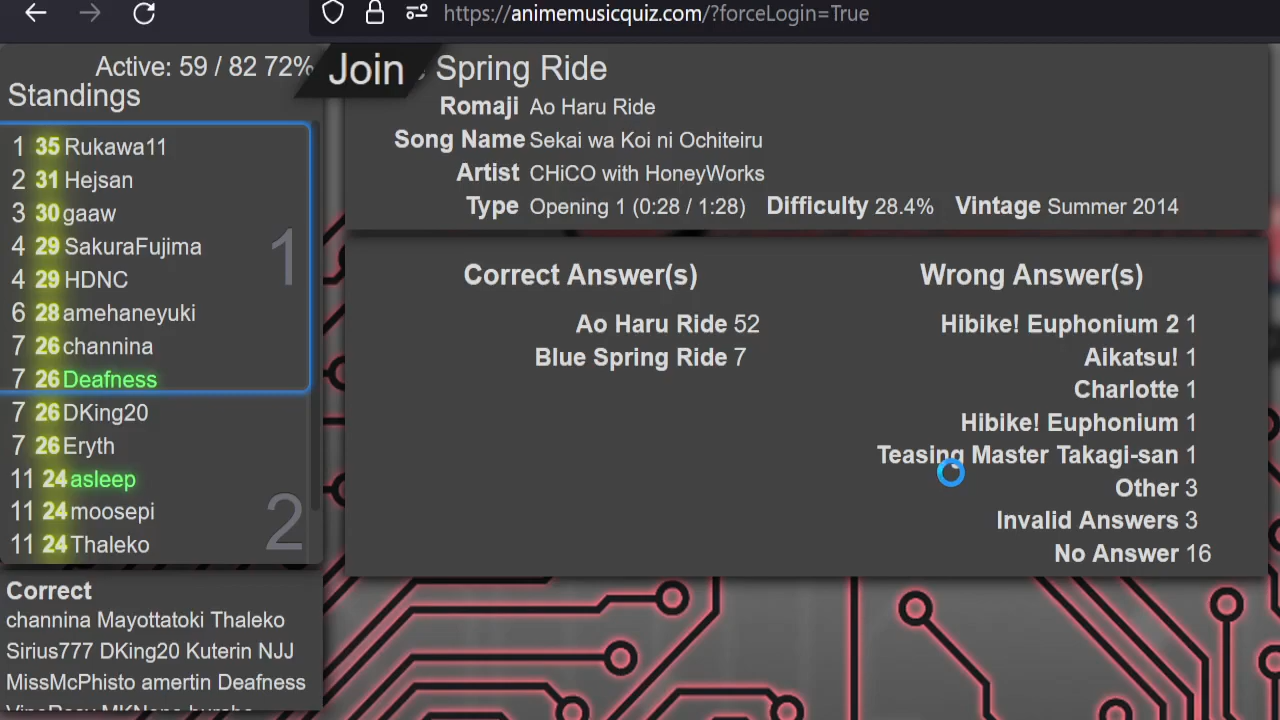 https://animemusicquiz.com/?forceLogin=True
Active: 59 / 82 72%
Standings
1 35 Rukawa11
2 31 Hejsan
3 30 gaaw
4 29 SakuraFujima
4 29 HDNC
6 28 amehaneyuki
7 26 channina
7 26 Deafness
1
7 26 DKing20
7 26 Eryth
11 24 asleep
11 24 moosepi
11 24 Thaleko
2
Correct
channina Mayottatoki Thaleko
Sirius777 DKing20 Kuterin NJJ
MissMcPhisto amertin Deafness
Join
Spring Ride
Romaji Ao Haru Ride
Song Name Sekai wa Koi ni Ochiteiru
Artist CHiCO with HoneyWorks
Type Opening 1 (0:28 / 1:28) Difficulty 28.4% Vintage Summer 2014
Correct Answer(s)
Ao Haru Ride 52
Blue Spring Ride 7
Wrong Answer(s)
Hibike! Euphonium 2 1
Aikatsu! 1
Charlotte 1
Hibike! Euphonium 1
Teasing Master Takagi-san 1
Other 3
Invalid Answers 3
No Answer 16